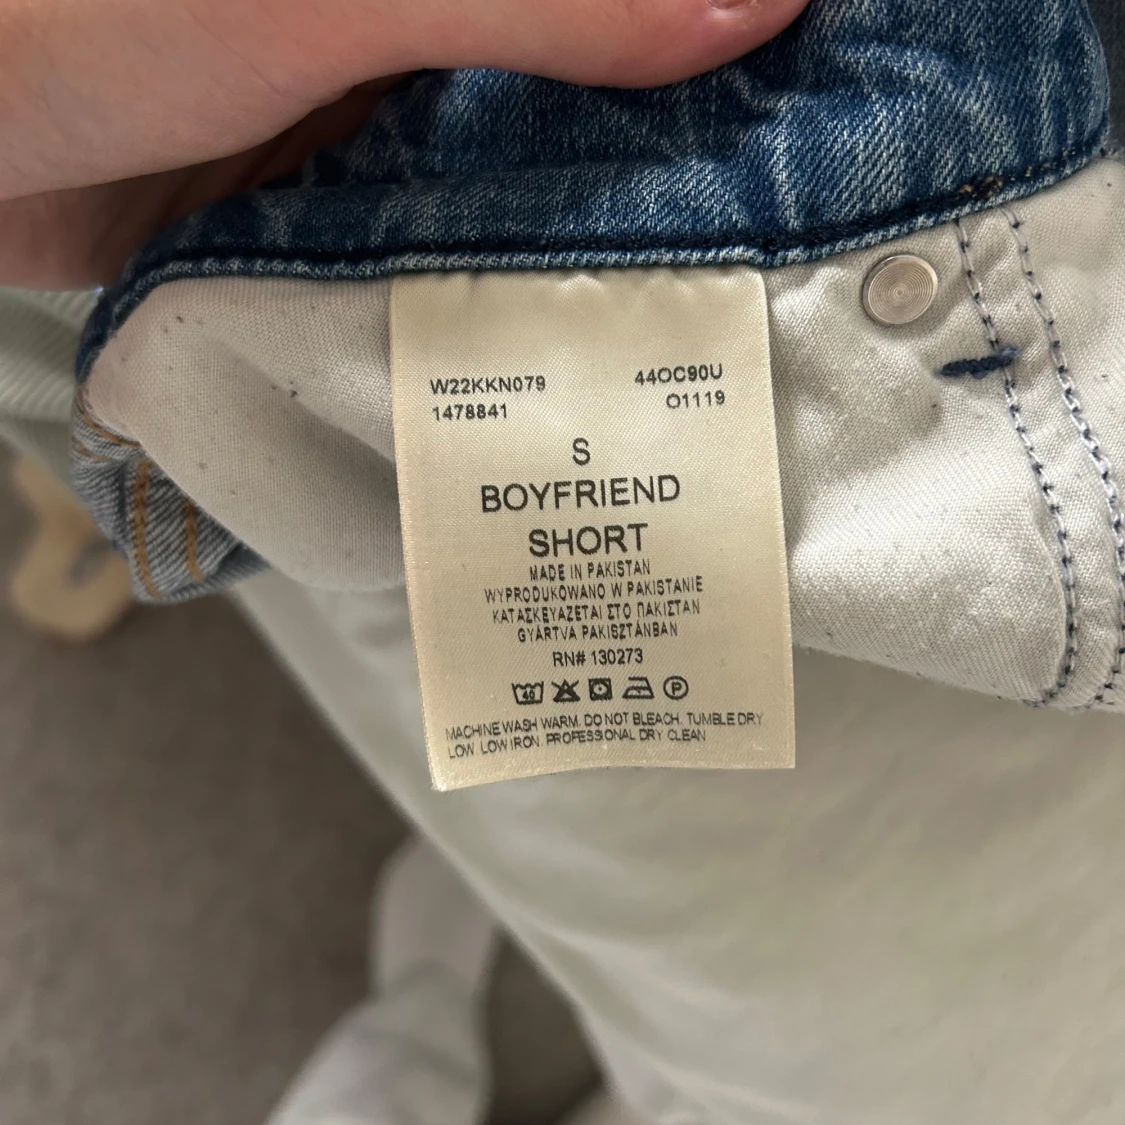 W22KKN079 44OC90U
1478841 O1119
S
BOYFRIEND
SHORT
MADE IN PAKISTAN
WYPRODUKOWANO W PAKISTANIE
ΚΑΤΑΣΚΕΥΑΖΕΤΑΙ ΣΤΟ ΠΑΚΙΣΤΑΝ
GYÁRTVA PAKISZTÁNBAN
RN# 130273
40 P
MACHINE WASH WARM. DO NOT BLEACH. TUMBLE DRY
LOW LOW IRON. PROFESSIONAL DRY CLEAN